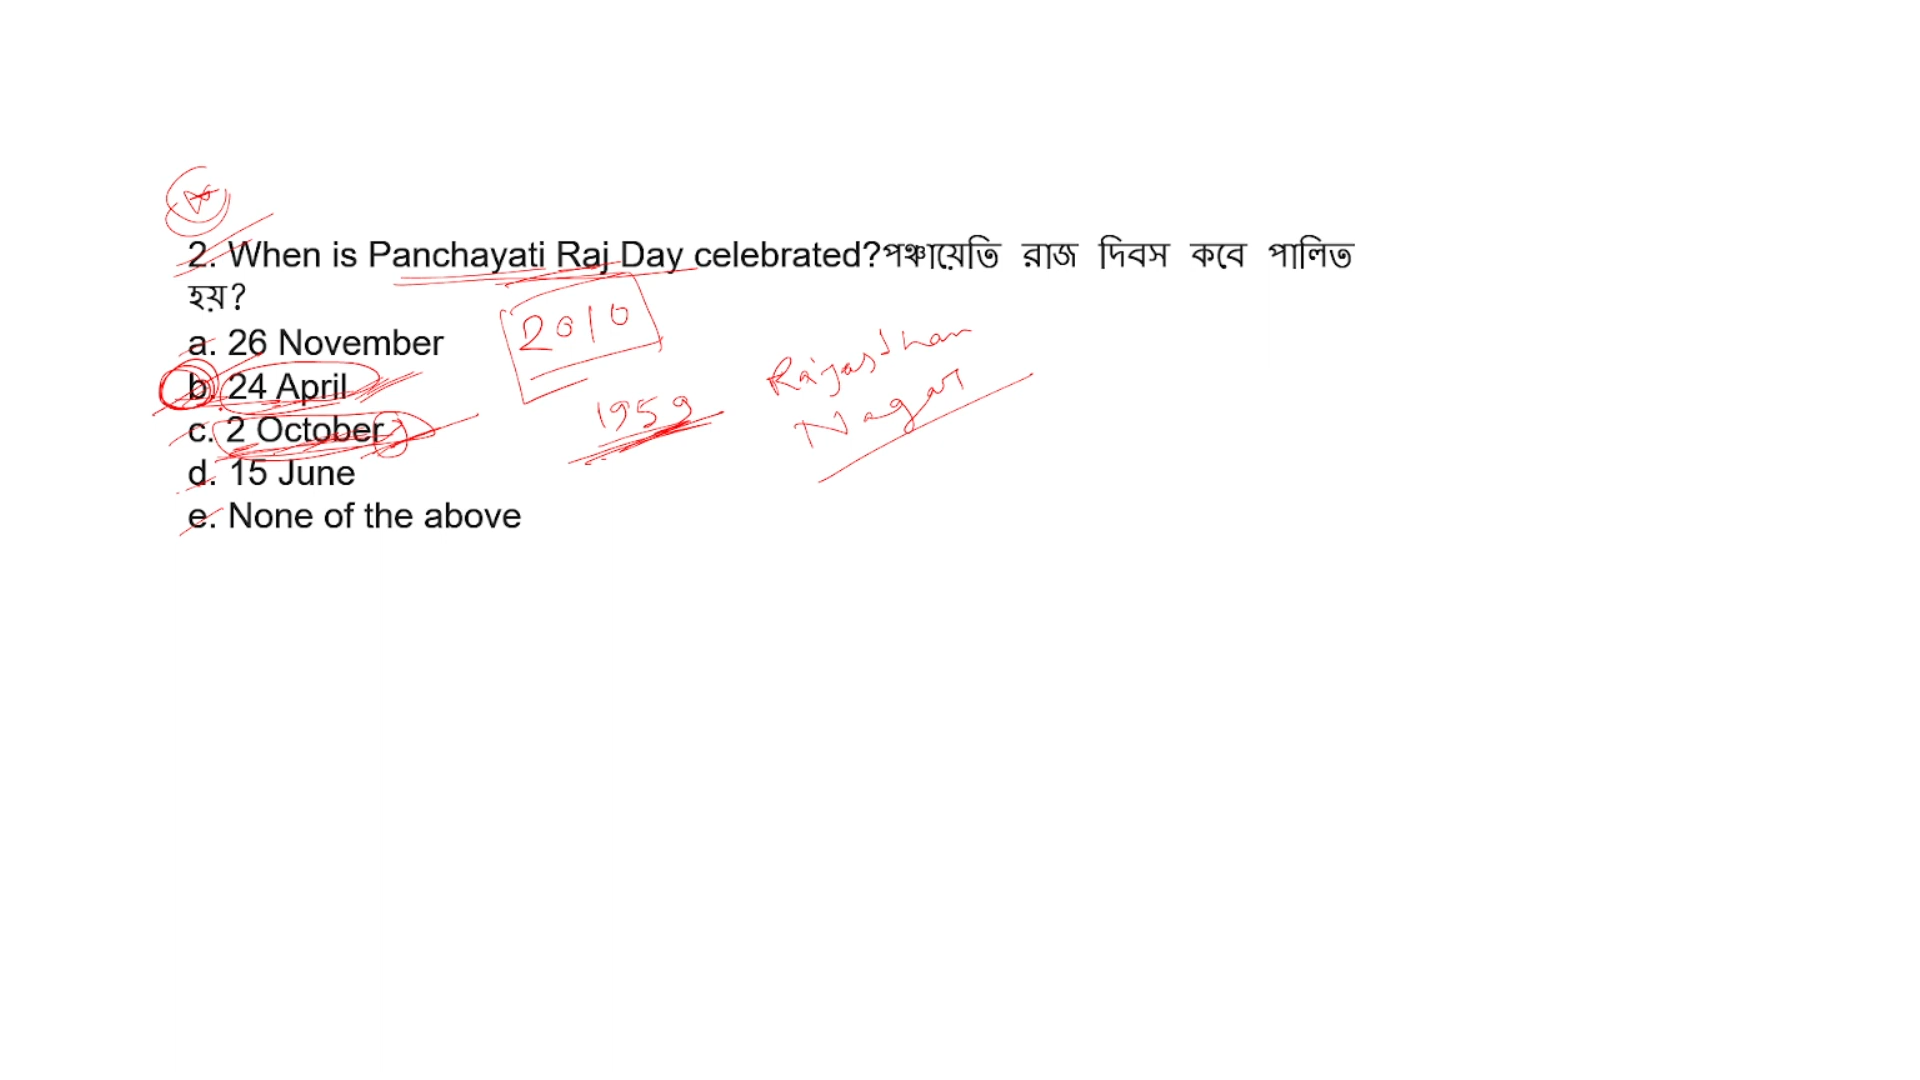 2. When is Panchayati Raj Day celebrated?পঞ্চায়েতি রাজ দিবস কবে পালিত
হয়?
a. 26 November
b. 24 April
c. 2 October
d. 15 June
e. None of the above
2010
1959
Rajasthan
Nagar